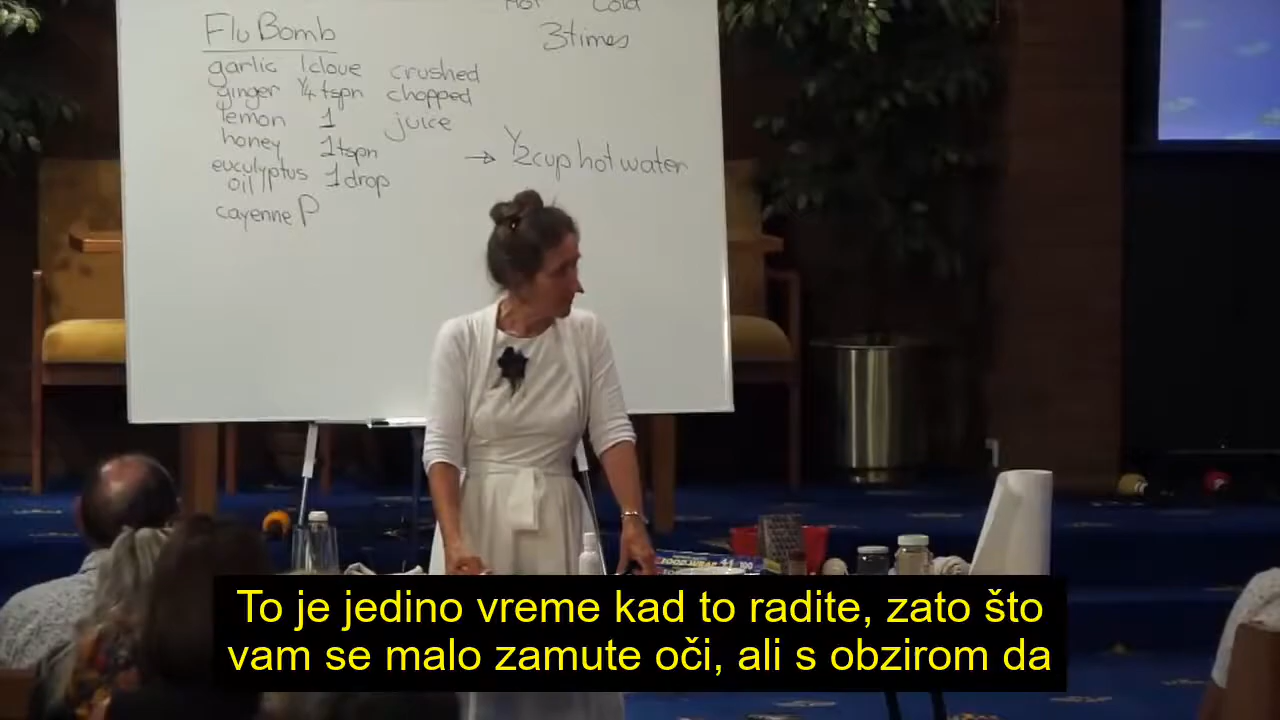 Hot Cold
3times
Flu Bomb
garlic 1clove crushed
ginger 1/4 tspn chopped
lemon 1 juice
honey 1tspn
→ 1/2cup hot water
euculyptus
oil 1drop
cayenne P
To je jedino vreme kad to radite, zato što
vam se malo zamute oči, ali s obzirom da